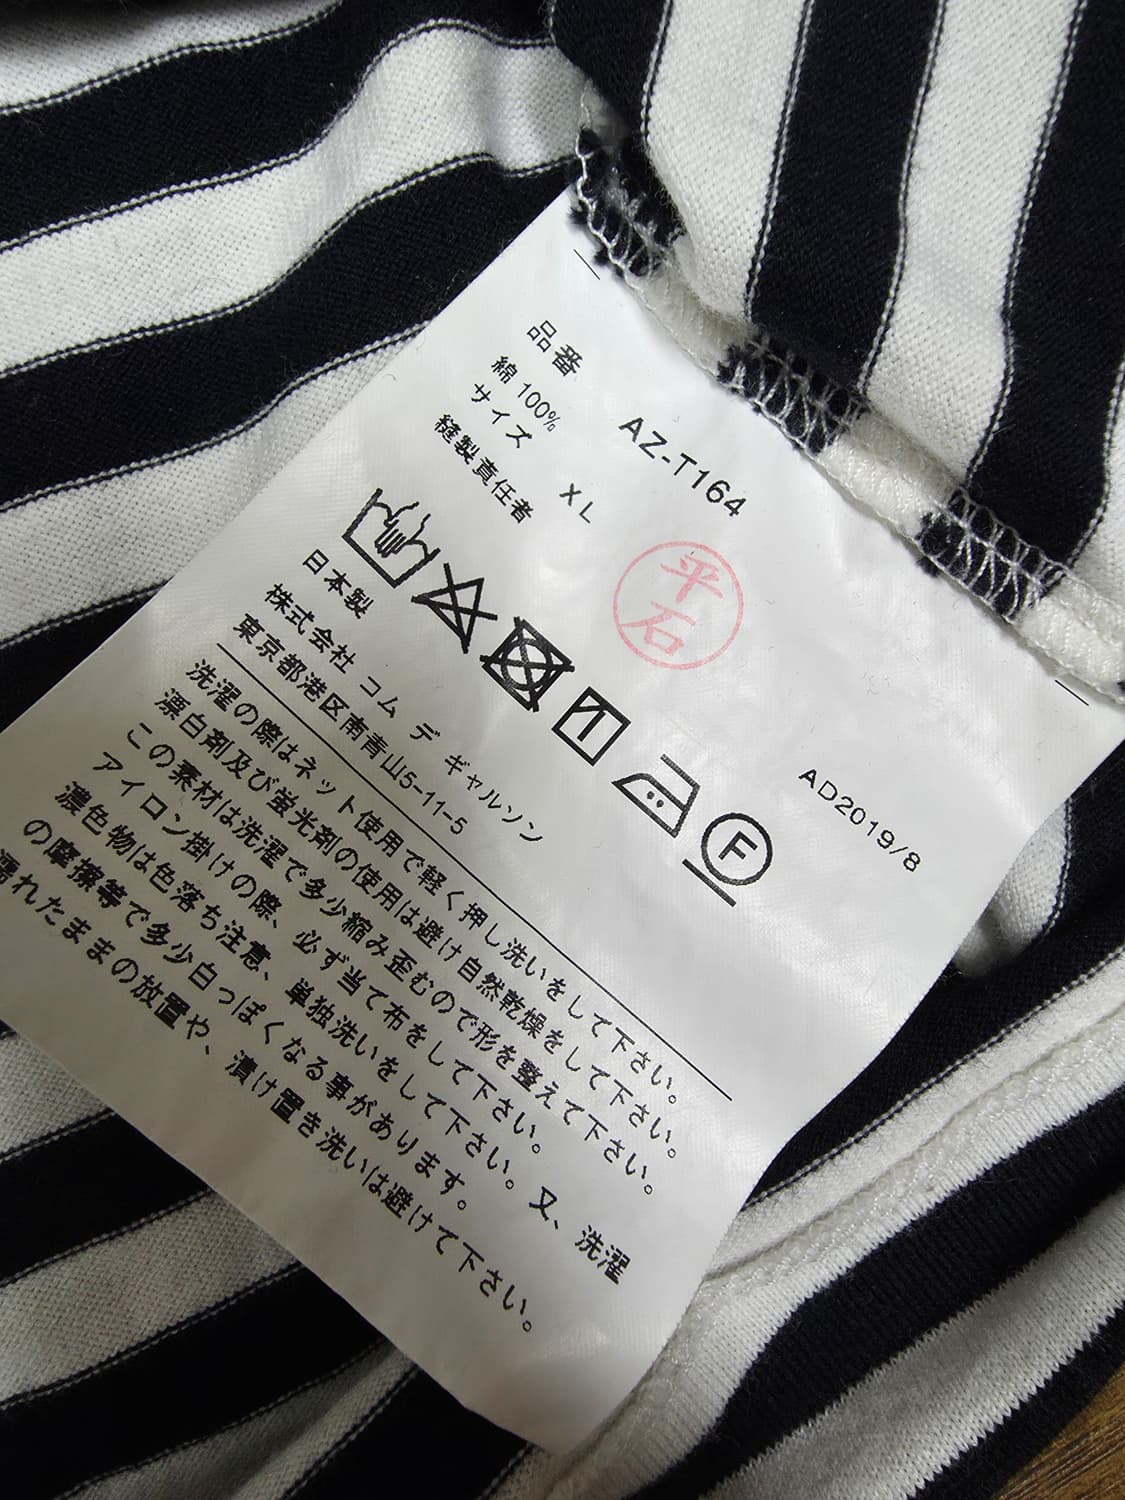 品番 AZ-T164
綿 100%
サイズ XL
縫製責任者
平石
AD2019/8
F
日本製
株式会社 コム デ ギャルソン
東京都港区南青山5-11-5
洗濯の際はネット使用で軽く押し洗いをして下さい。
漂白剤及び蛍光剤の使用は避け自然乾燥をして下さい。
この素材は洗濯で多少縮み歪むので形を整えて下さい。
アイロン掛けの際、必ず当て布をして下さい。
濃色物は色落ち注意、単独洗いをして下さい。又、洗濯
の摩擦等で多少白っぽくなる事があります。
濡れたままの放置や、漬け置き洗いは避けて下さい。